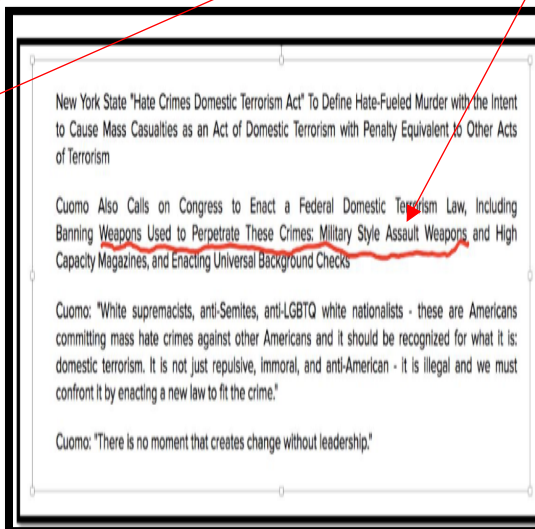 New York State "Hate Crimes Domestic Terrorism Act" To Define Hate-Fueled Murder with the Intent
to Cause Mass Casualties as an Act of Domestic Terrorism with Penalty Equivalent to Other Acts
of Terrorism
Cuomo Also Calls on Congress to Enact a Federal Domestic Terrorism Law, Including
Banning Weapons Used to Perpetrate These Crimes: Military Style Assault Weapons and High
Capacity Magazines, and Enacting Universal Background Checks
Cuomo: "White supremacists, anti-Semites, anti-LGBTQ white nationalists - these are Americans
committing mass hate crimes against other Americans and it should be recognized for what it is:
domestic terrorism. It is not just repulsive, immoral, and anti-American - it is illegal and we must
confront it by enacting a new law to fit the crime."
Cuomo: "There is no moment that creates change without leadership."